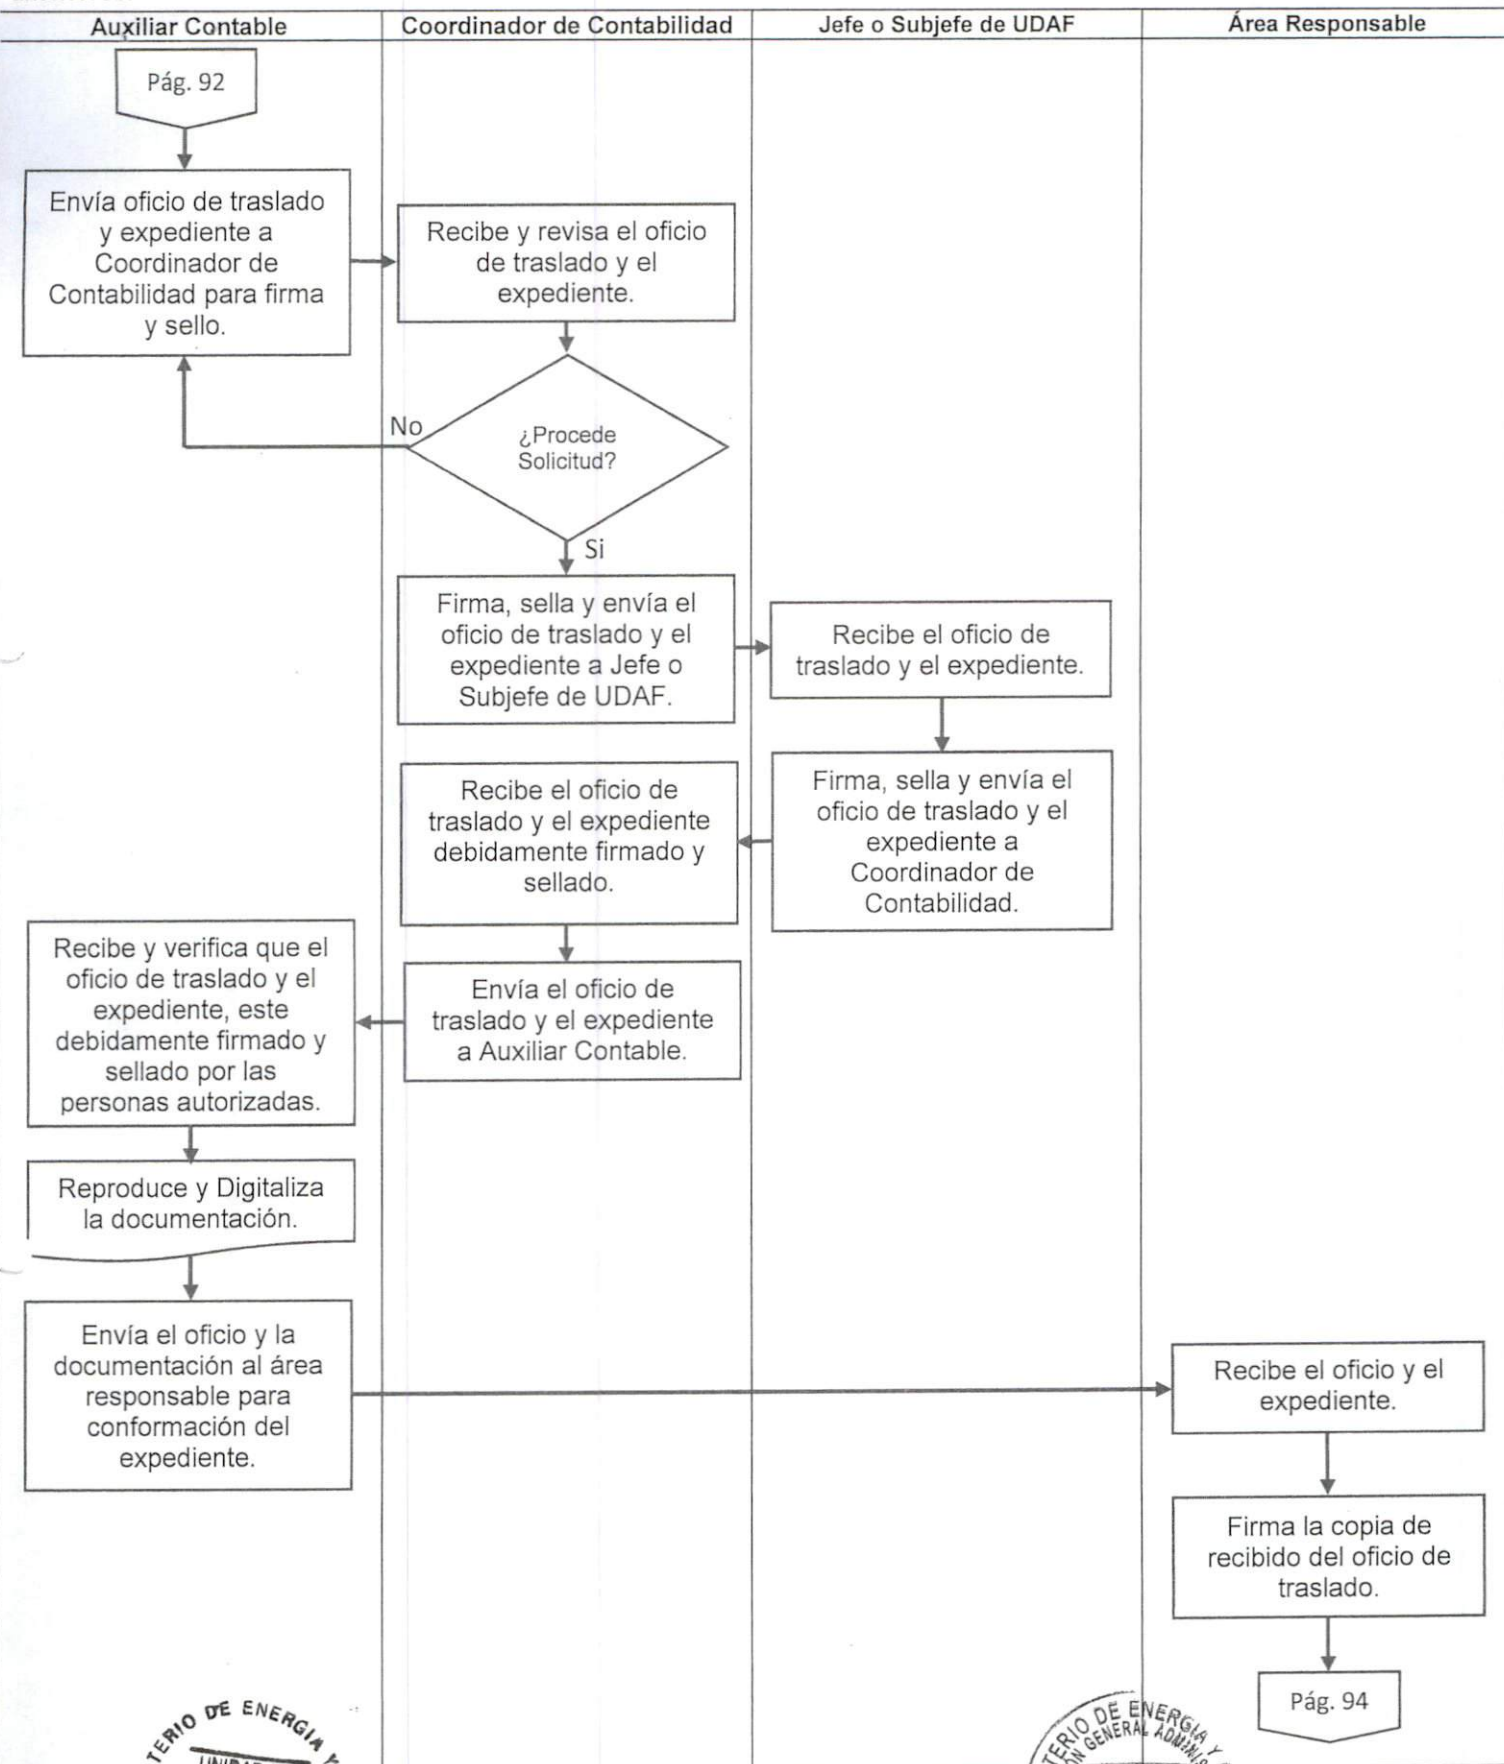 Auxiliar Contable
Coordinador de Contabilidad
Jefe o Subjefe de UDAF
Área Responsable
Pág. 92
Envía oficio de traslado
y expediente a
Coordinador de
Contabilidad para firma
y sello.
Recibe y revisa el oficio
de traslado y el
expediente.
No
¿Procede
Solicitud?
Si
Firma, sella y envía el
oficio de traslado y el
expediente a Jefe o
Subjefe de UDAF.
Recibe el oficio de
traslado y el expediente.
Firma, sella y envía el
oficio de traslado y el
expediente a
Coordinador de
Contabilidad.
Recibe el oficio de
traslado y el expediente
debidamente firmado y
sellado.
Envía el oficio de
traslado y el expediente
a Auxiliar Contable.
Recibe y verifica que el
oficio de traslado y el
expediente, este
debidamente firmado y
sellado por las
personas autorizadas.
Reproduce y Digitaliza
la documentación.
Envía el oficio y la
documentación al área
responsable para
conformación del
expediente.
Recibe el oficio y el
expediente.
Firma la copia de
recibido del oficio de
traslado.
Pág. 94
TERIO DE ENERGIA Y
TERIO DE ENERGIA Y
GENERAL